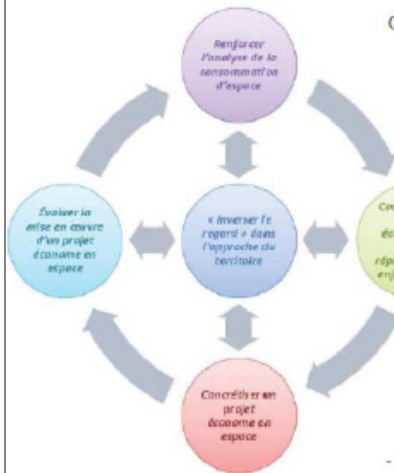 Renforcer
l'analyse de la
consommation
d'espace
Évaluer la
mise en œuvre
d'un projet
économe en
espace
« Inverser le
regard » dans
l'approche du
territoire
Concrétiser un
projet
économe en
espace